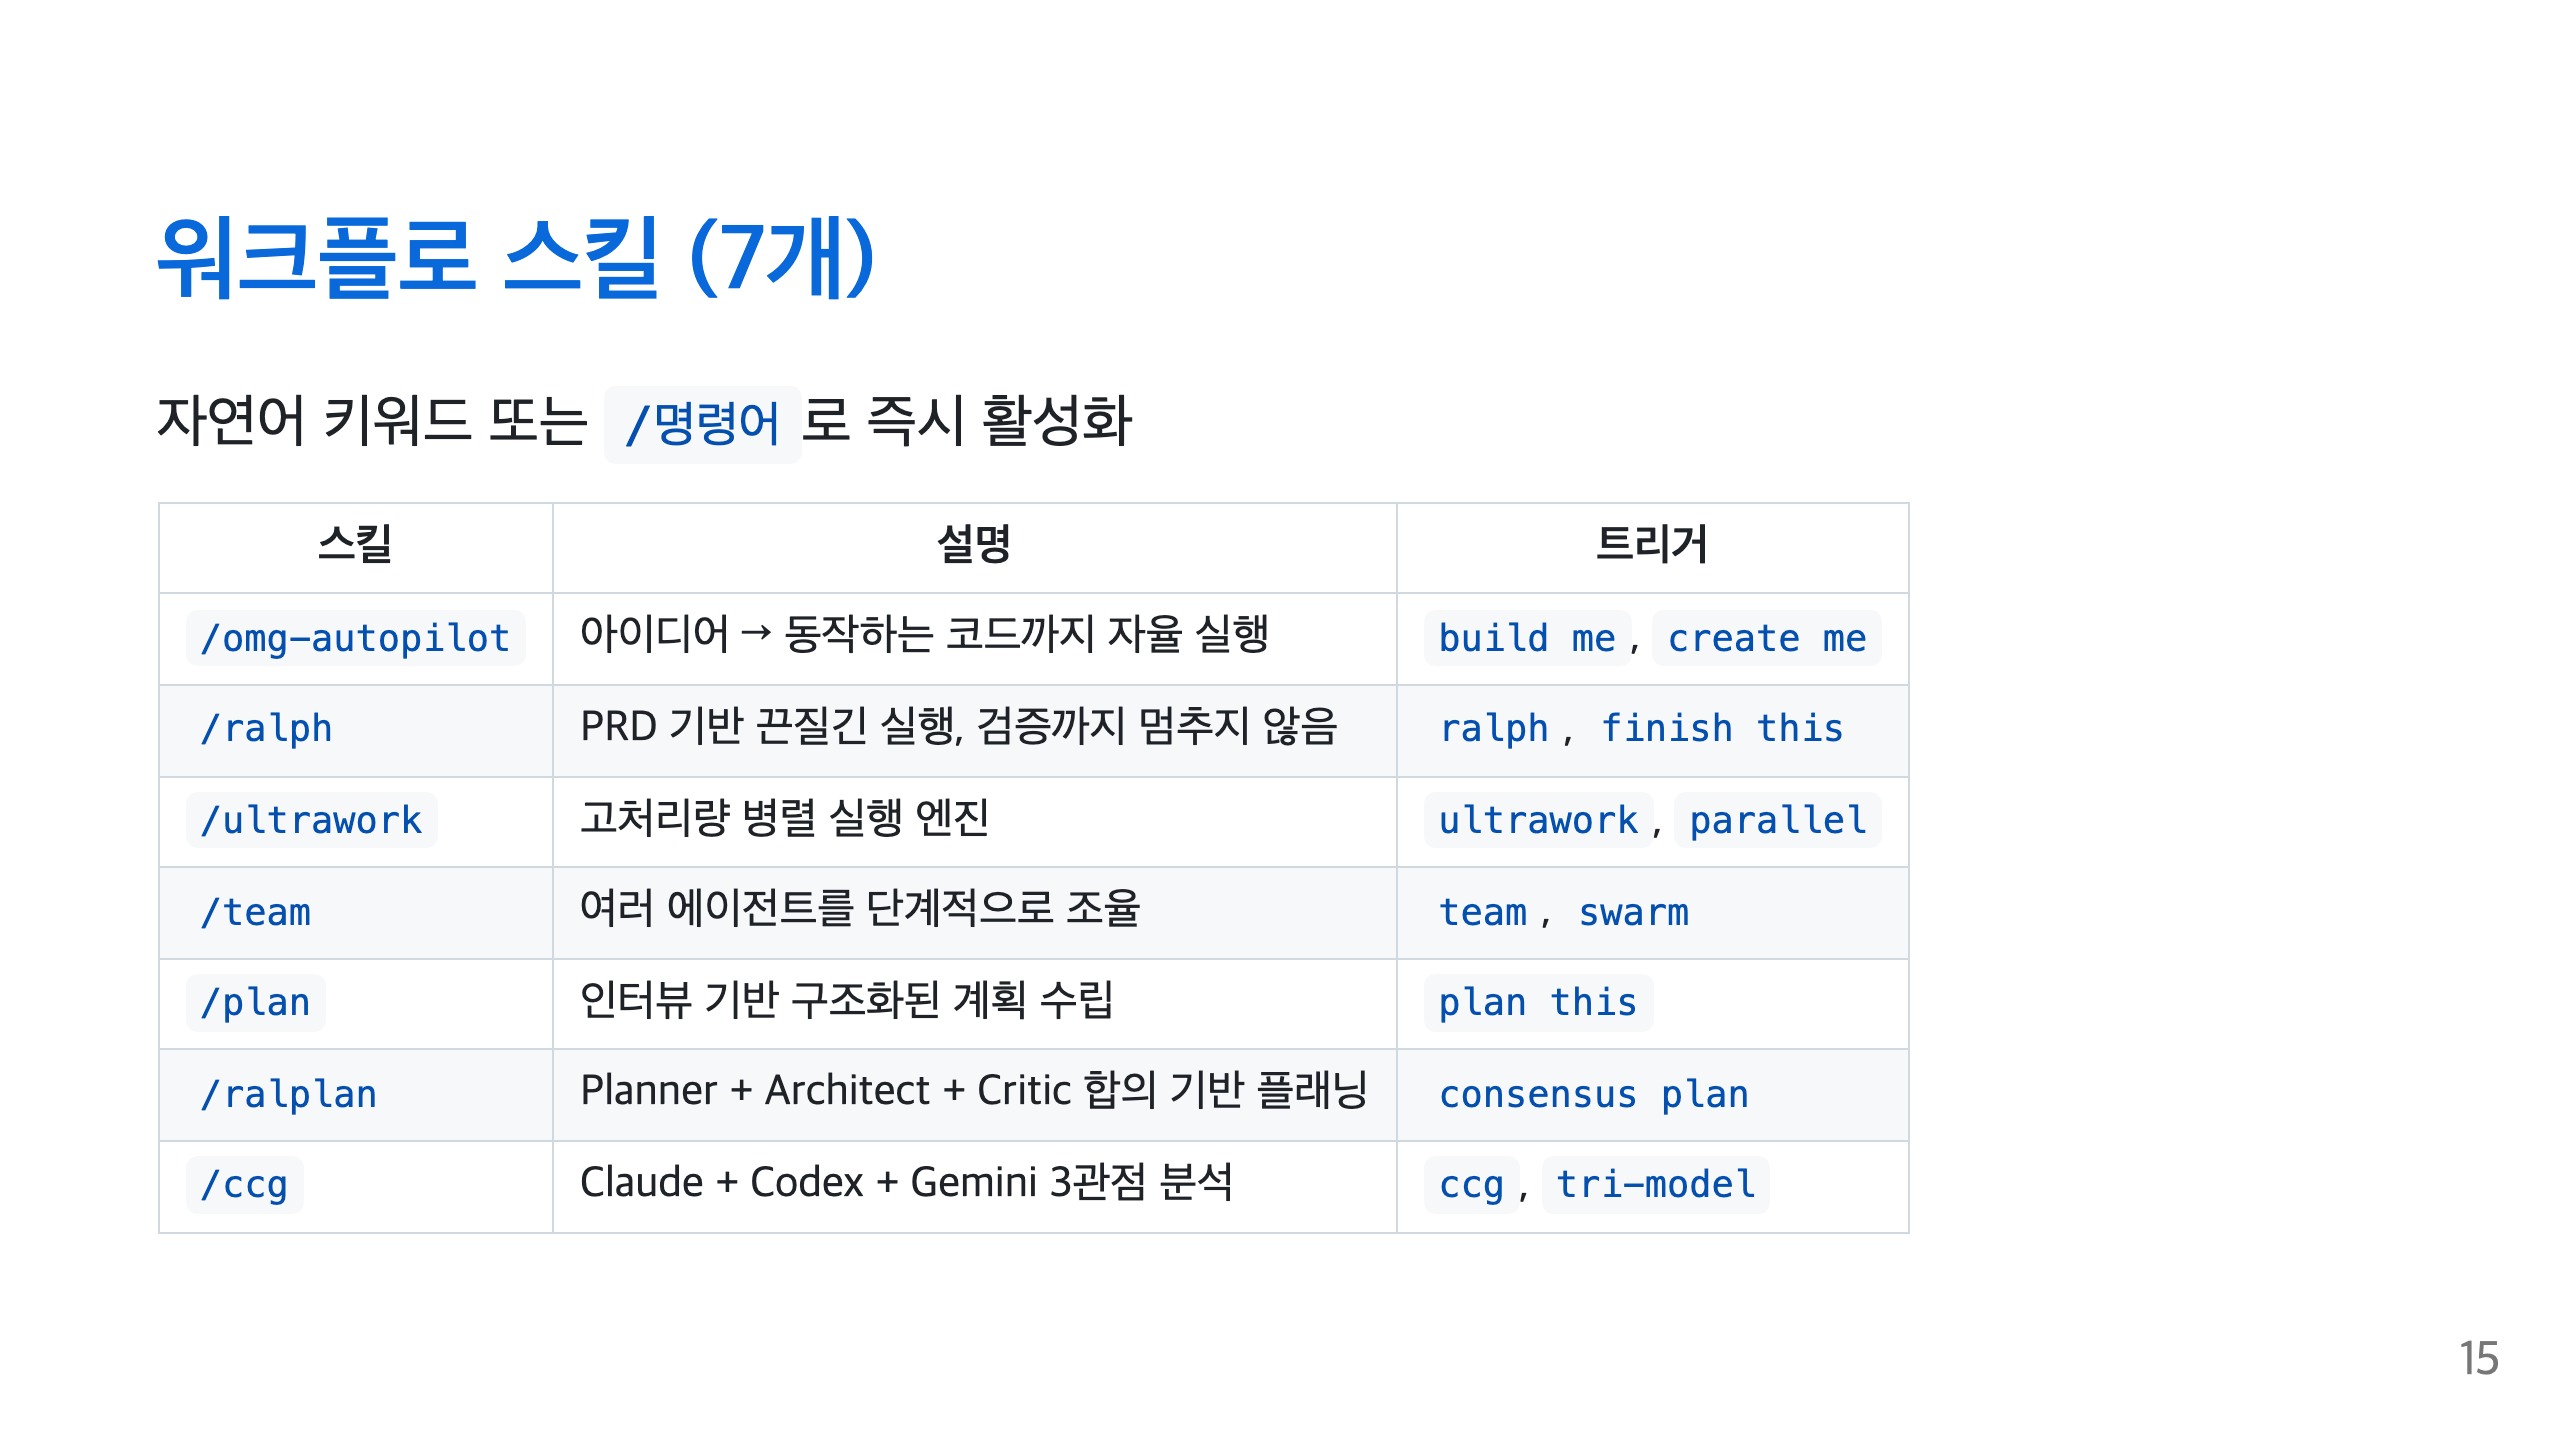 워크플로 스킬 (7개)
자연어 키워드 또는 /명령어로 즉시 활성화
스킬 설명 트리거
/omg-autopilot 아이디어 → 동작하는 코드까지 자율 실행 build me, create me
/ralph PRD 기반 끈질긴 실행, 검증까지 멈추지 않음 ralph, finish this
/ultrawork 고처리량 병렬 실행 엔진 ultrawork, parallel
/team 여러 에이전트를 단계적으로 조율 team, swarm
/plan 인터뷰 기반 구조화된 계획 수립 plan this
/ralplan Planner + Architect + Critic 합의 기반 플래닝 consensus plan
/ccg Claude + Codex + Gemini 3관점 분석 ccg, tri-model
15